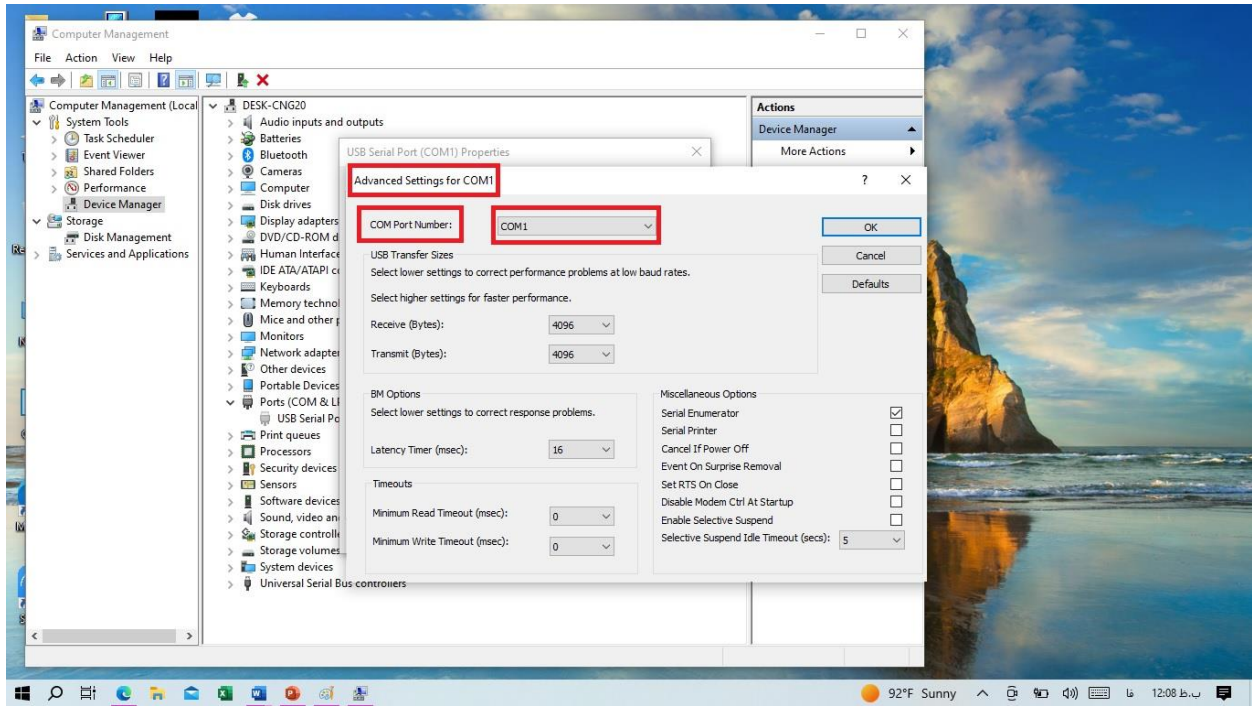 Computer Management
File Action View Help
Computer Management (Local
System Tools
Task Scheduler
Event Viewer
Shared Folders
Performance
Device Manager
Storage
Disk Management
Services and Applications
DESK-CNG20
Audio inputs and outputs
Batteries
Bluetooth
Cameras
Computer
Disk drives
Display adapters
DVD/CD-ROM d
Human Interface
IDE ATA/ATAPI co
Keyboards
Memory technol
Mice and other p
Monitors
Network adapte
Other devices
Portable Devices
Ports (COM & LP
USB Serial Po
Print queues
Processors
Security devices
Sensors
Software devices
Sound, video an
Storage controlle
Storage volumes
System devices
Universal Serial Bus controllers
Actions
Device Manager
More Actions
USB Serial Port (COM1) Properties
Advanced Settings for COM1
COM Port Number: COM1
OK
Cancel
Defaults
USB Transfer Sizes
Select lower settings to correct performance problems at low baud rates.
Select higher settings for faster performance.
Receive (Bytes): 4096
Transmit (Bytes): 4096
BM Options
Select lower settings to correct response problems.
Latency Timer (msec): 16
Timeouts
Minimum Read Timeout (msec): 0
Minimum Write Timeout (msec): 0
Miscellaneous Options
Serial Enumerator
Serial Printer
Cancel If Power Off
Event On Surprise Removal
Set RTS On Close
Disable Modem Ctrl At Startup
Enable Selective Suspend
Selective Suspend Idle Timeout (secs): 5
92°F Sunny فا 12:08 ب.ظ